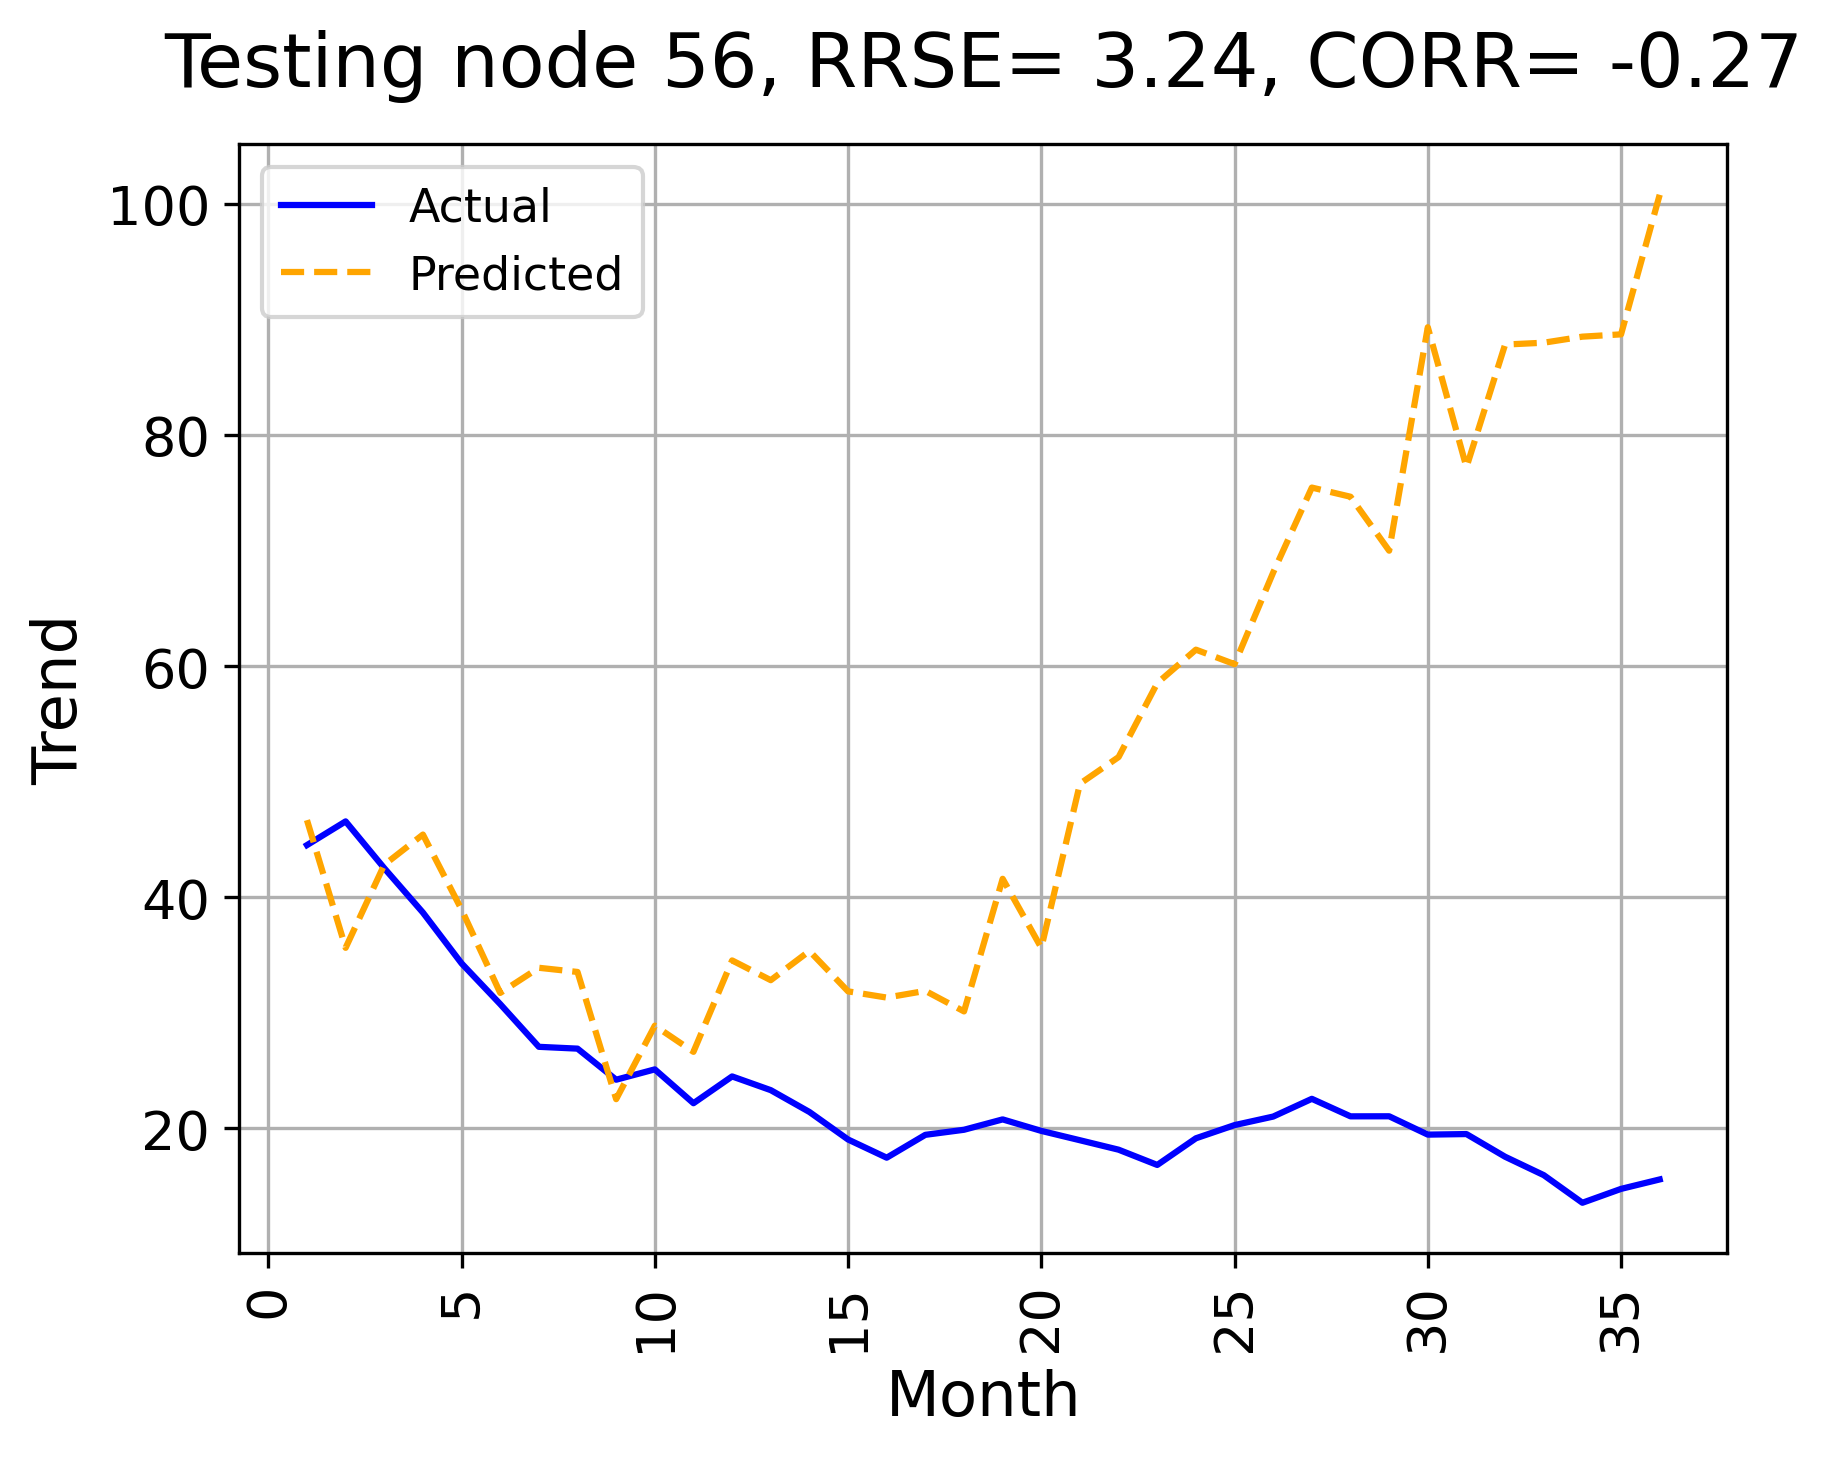 Testing node 56, RRSE= 3.24, CORR= -0.27
Actual
Predicted
100
80
60
40
20
Trend
0
5
10
15
20
25
30
35
Month